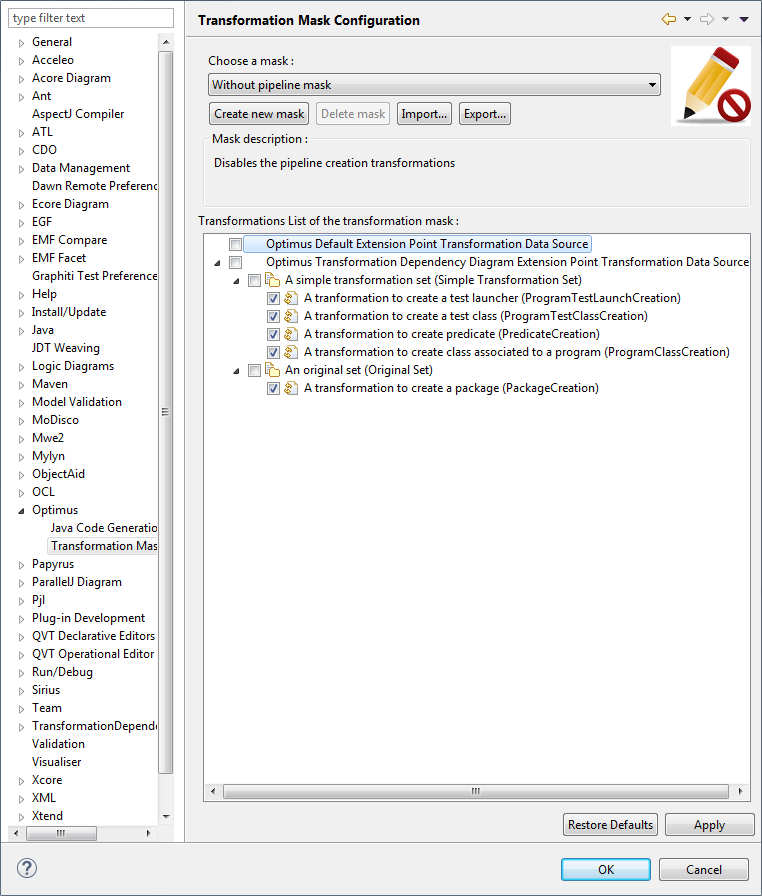 type filter text
General
Acceleo
Acore Diagram
Ant
AspectJ Compiler
ATL
CDO
Data Management
Dawn Remote Preferenc
Ecore Diagram
EGF
EMF Compare
EMF Facet
Graphiti Test Preference
Help
Install/Update
Java
JDT Weaving
Logic Diagrams
Maven
Model Validation
MoDisco
Mwe2
Mylyn
ObjectAid
OCL
Optimus
Java Code Generatio
Transformation Mas
Papyrus
ParallelJ Diagram
Pjl
Plug-in Development
QVT Declarative Editors
QVT Operational Editor
Run/Debug
Sirius
Team
TransformationDepende
Validation
Visualiser
Xcore
XML
Xtend
Transformation Mask Configuration
Choose a mask :
Without pipeline mask
Create new mask Delete mask Import... Export...
Mask description :
Disables the pipeline creation transformations
Transformations List of the transformation mask :
Optimus Default Extension Point Transformation Data Source
Optimus Transformation Dependency Diagram Extension Point Transformation Data Source
A simple transformation set (Simple Transformation Set)
A tranformation to create a test launcher (ProgramTestLaunchCreation)
A transformation to create a test class (ProgramTestClassCreation)
A transformation to create predicate (PredicateCreation)
A transformation to create class associated to a program (ProgramClassCreation)
An original set (Original Set)
A transformation to create a package (PackageCreation)
Restore Defaults Apply
OK Cancel